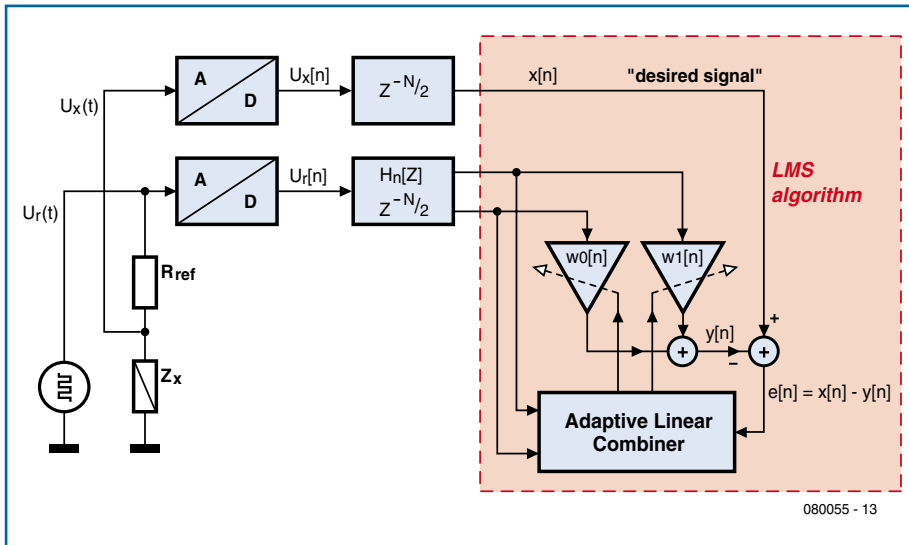 A
D
Ux[n]
Z-N/2
x[n]
"desired signal"
Ux(t)
A
D
Ur[n]
Hn[Z]
Z-N/2
LMS
algorithm
Ur(t)
w0[n]
w1[n]
Rref
+
+
y[n]
−
+
Zx
e[n] = x[n] - y[n]
Adaptive Linear
Combiner
080055 - 13